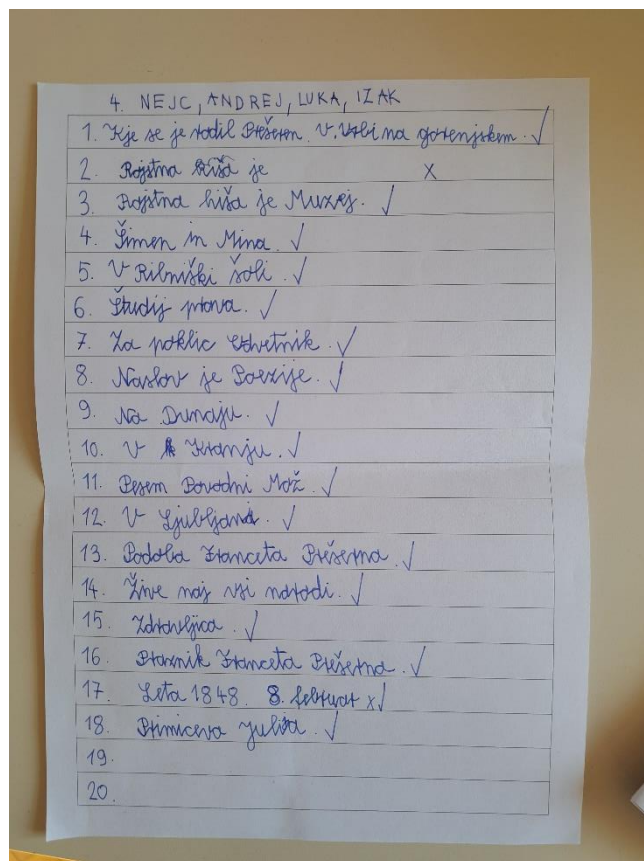 4. NEJC, ANDREJ, LUKA, IZAK
1. Kje se je rodil Prešeren. V Vrbi na gorenjskem. ✓
2. Rojstna hiša je X
3. Rojstna hiša je Muzej. ✓
4. Šimen in Mina. ✓
5. V Ribniški šoli. ✓
6. Študij prava. ✓
7. Za poklic odvetnik. ✓
8. Naslov je Poezije. ✓
9. Na Dunaju. ✓
10. V Kranju. ✓
11. Pesem Povodni Mož. ✓
12. V Ljubljani. ✓
13. Podoba Franceta Prešerna. ✓
14. Žive naj vsi narodi. ✓
15. Zdravljica. ✓
16. Praznik Franceta Prešerna. ✓
17. Leta 1848. 8. februar x ✓
18. Primiceva Julija. ✓
19.
20.